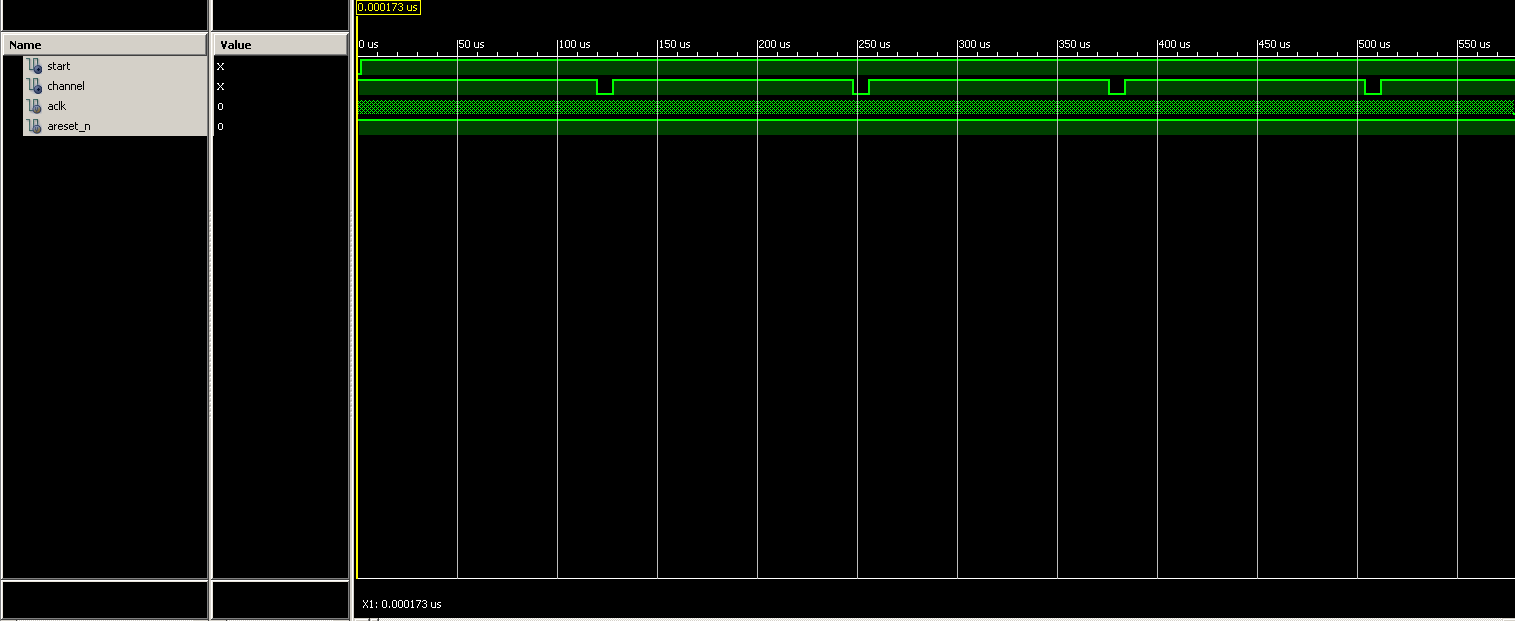 0.000173 us
Name Value 0 us 50 us 100 us 150 us 200 us 250 us 300 us 350 us 400 us 450 us 500 us 550 us
start X
channel X
aclk 0
areset_n 0
X1: 0.000173 us